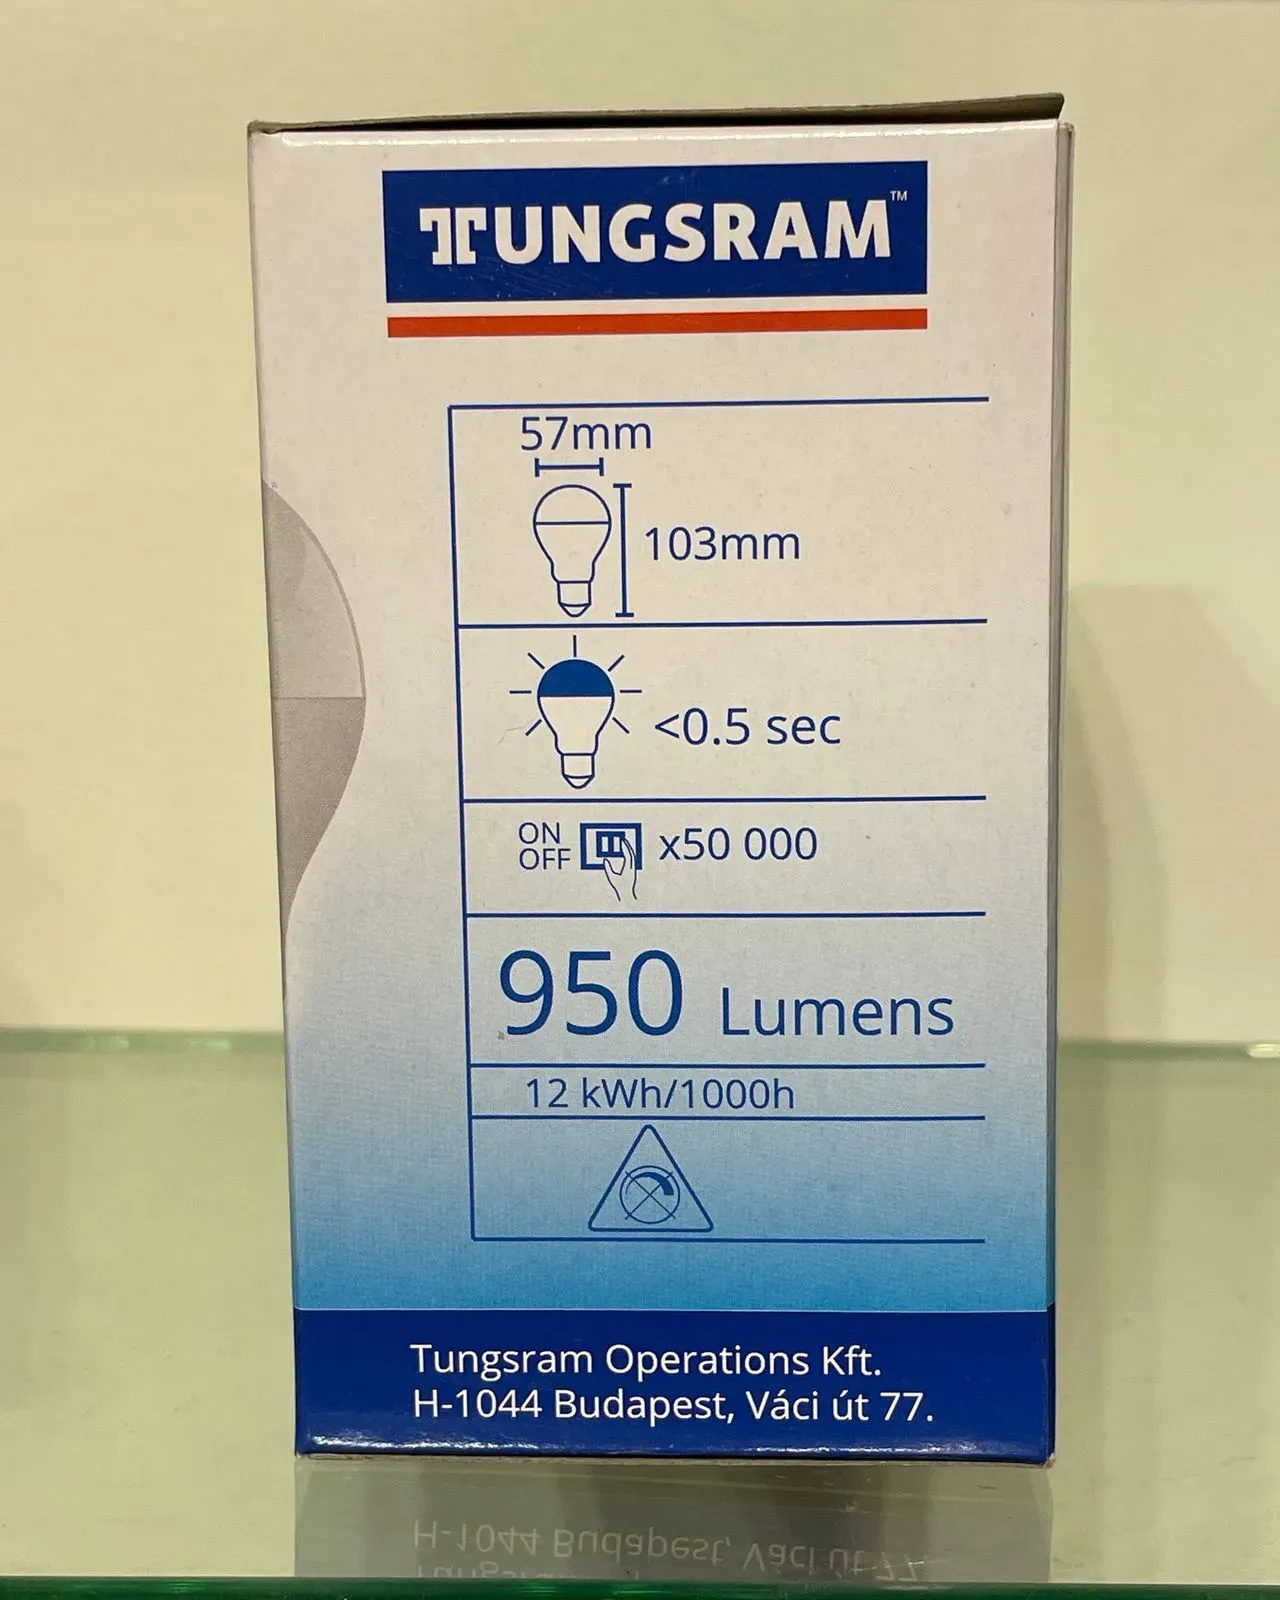 TUNGSRAM™
57mm
103mm
<0.5 sec
ON
OFF x50 000
950 Lumens
12 kWh/1000h
Tungsram Operations Kft.
H-1044 Budapest, Váci út 77.